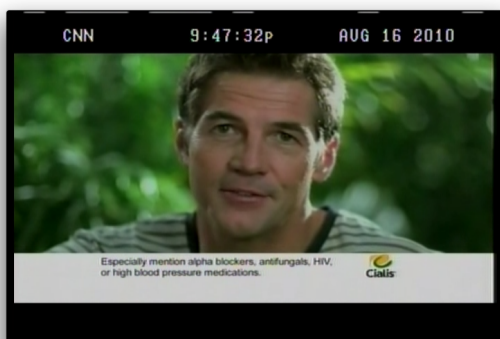 CNN 9:47:32p AUG 16 2010
Especially mention alpha blockers, antifungals, HIV,
or high blood pressure medications.
Cialis